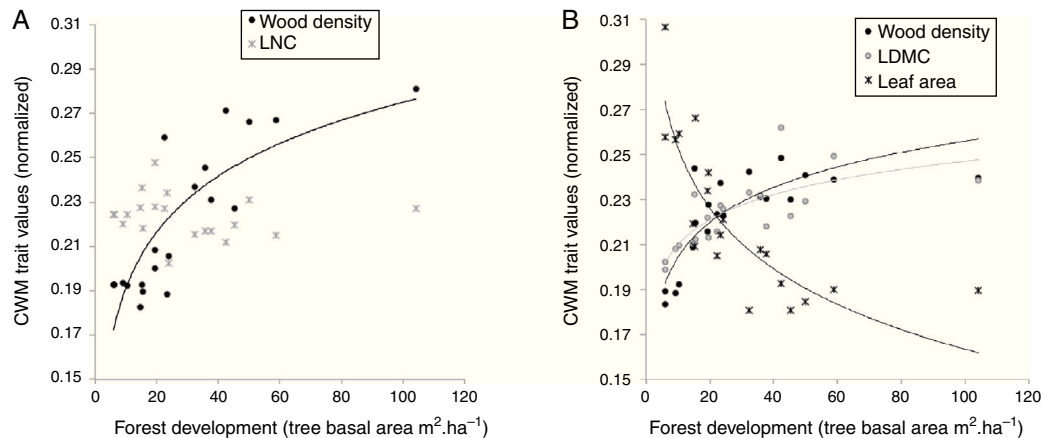 A
Wood density
LNC
CWM trait values (normalized)
0.31
0.29
0.27
0.25
0.23
0.21
0.19
0.17
0.15
0 20 40 60 80 100 120
Forest development (tree basal area m².ha⁻¹)
B
Wood density
LDMC
Leaf area
CWM trait values (normalized)
0.31
0.29
0.27
0.25
0.23
0.21
0.19
0.17
0.15
0 20 40 60 80 100 120
Forest development (tree basal area m².ha⁻¹)